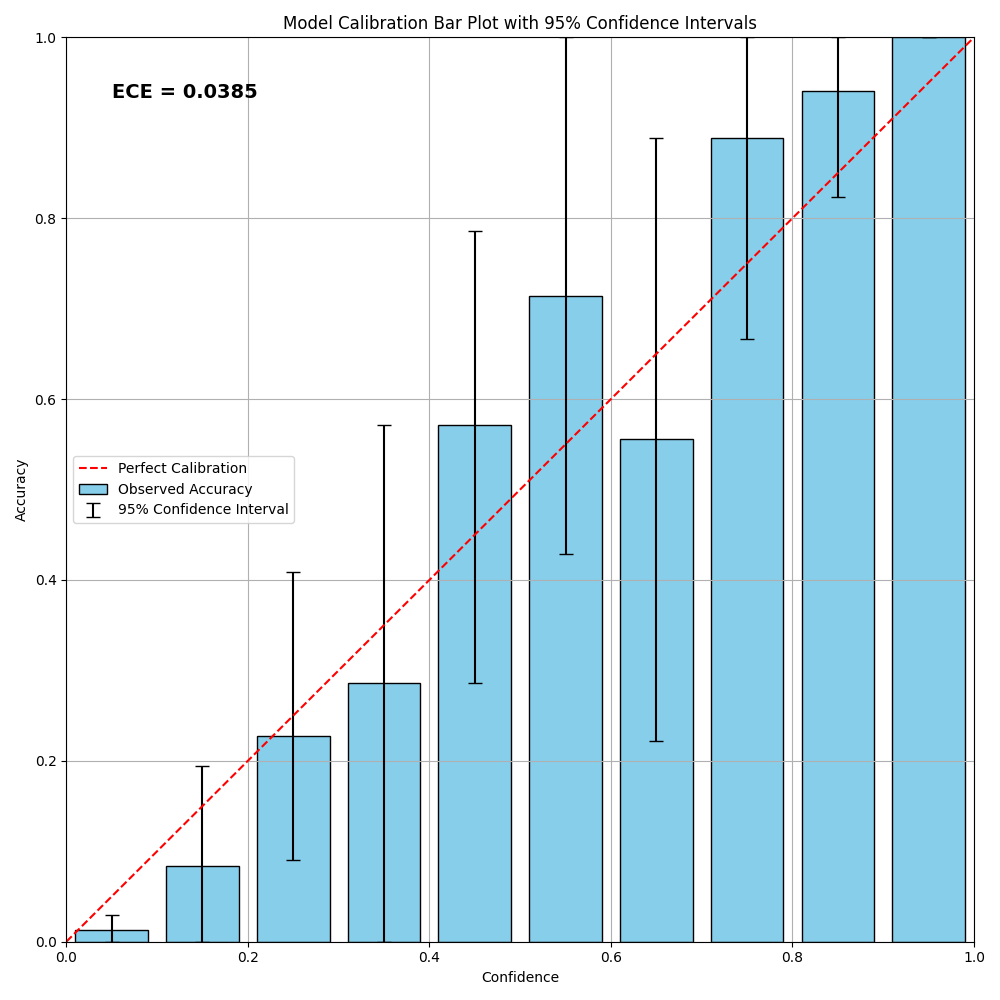 Model Calibration Bar Plot with 95% Confidence Intervals
1.0
ECE = 0.0385
0.8
0.6
Accuracy
Perfect Calibration
Observed Accuracy
95% Confidence Interval
0.4
0.2
0.0
0.0 0.2 0.4 0.6 0.8 1.0
Confidence